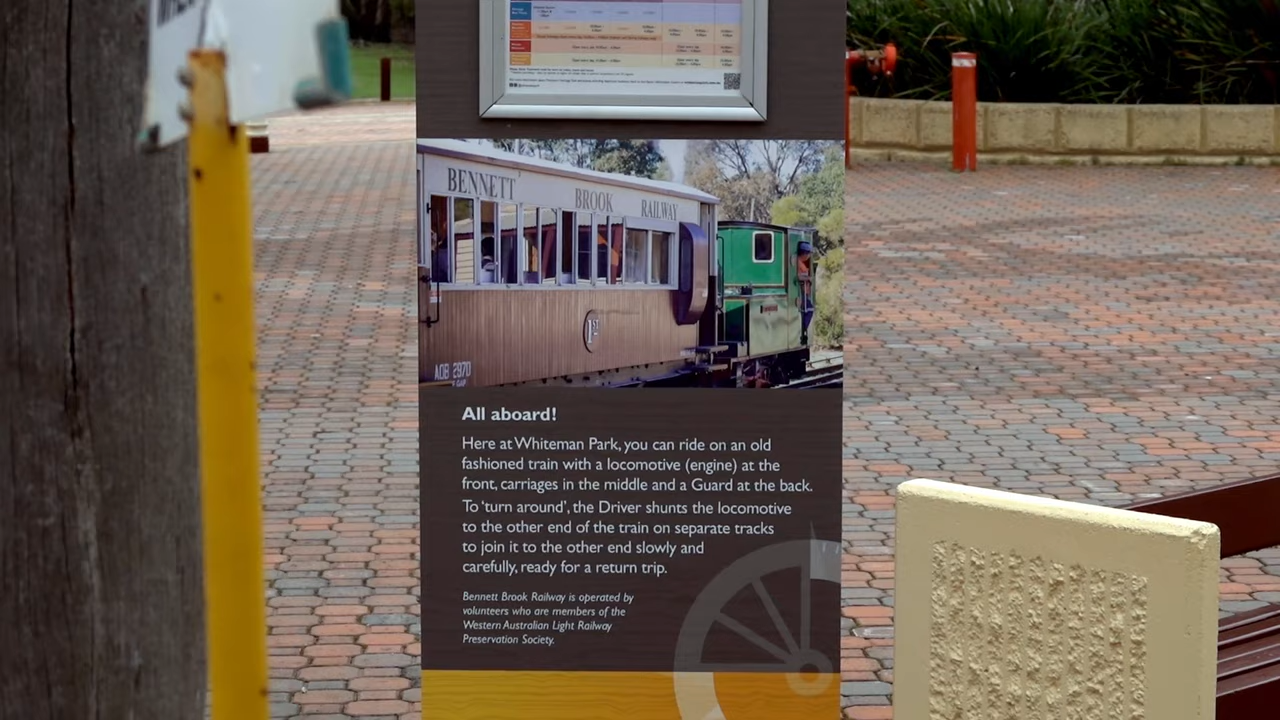 BENNETT BROOK RAILWAY
1ST
AOB 2970
All aboard!
Here at Whiteman Park, you can ride on an old
fashioned train with a locomotive (engine) at the
front, carriages in the middle and a Guard at the back.
To ‘turn around’, the Driver shunts the locomotive
to the other end of the train on separate tracks
to join it to the other end slowly and
carefully, ready for a return trip.
Bennett Brook Railway is operated by
volunteers who are members of the
Western Australian Light Railway
Preservation Society.